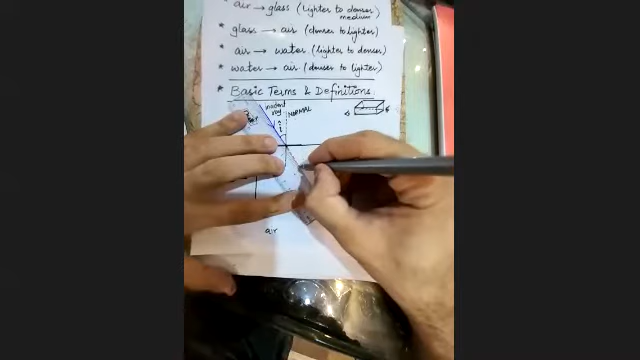 * air → glass (lighter to denser medium)
* glass → air (denser to lighter)
* air → water (lighter to denser)
* water → air (denser to lighter)
* Basic Terms & Definitions.
incident ray
NORMAL
air